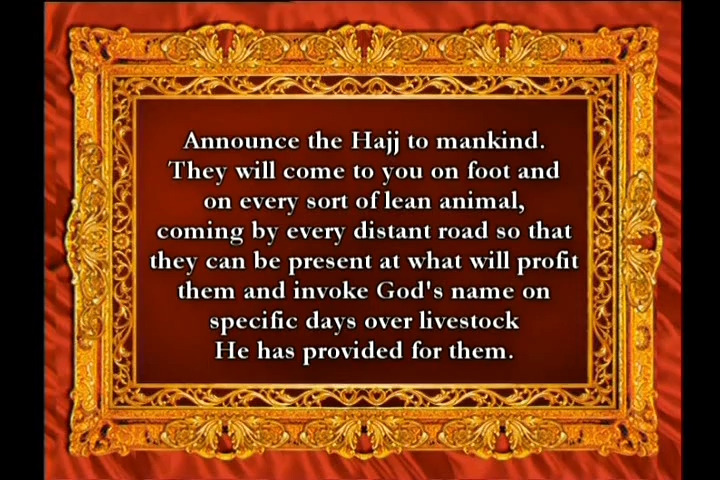 Announce the Hajj to mankind.
They will come to you on foot and
on every sort of lean animal,
coming by every distant road so that
they can be present at what will profit
them and invoke God's name on
specific days over livestock
He has provided for them.